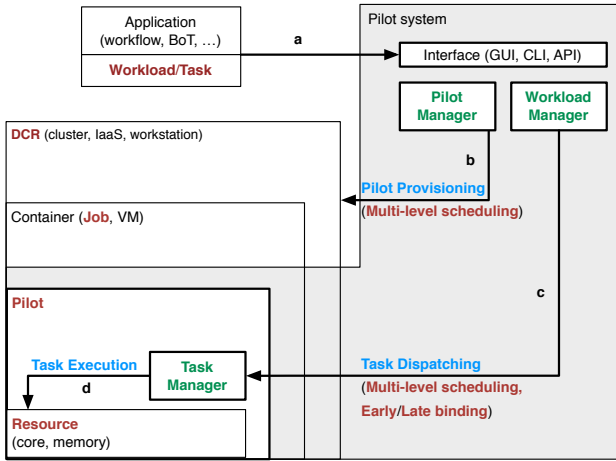 Application
(workflow, BoT, …)
Workload/Task
a
Pilot system
Interface (GUI, CLI, API)
Pilot
Manager
Workload
Manager
DCR (cluster, IaaS, workstation)
b
Pilot Provisioning
(Multi-level scheduling)
Container (Job, VM)
c
Pilot
Task Execution
d
Task
Manager
Task Dispatching
(Multi-level scheduling,
Early/Late binding)
Resource
(core, memory)